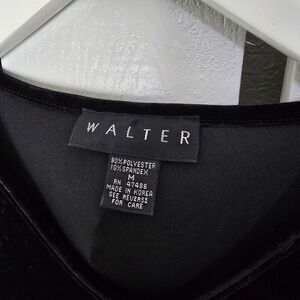 WALTER
90% POLYESTER
10% SPANDEX
M
RN 47486
MADE IN KOREA
SEE REVERSE
FOR CARE